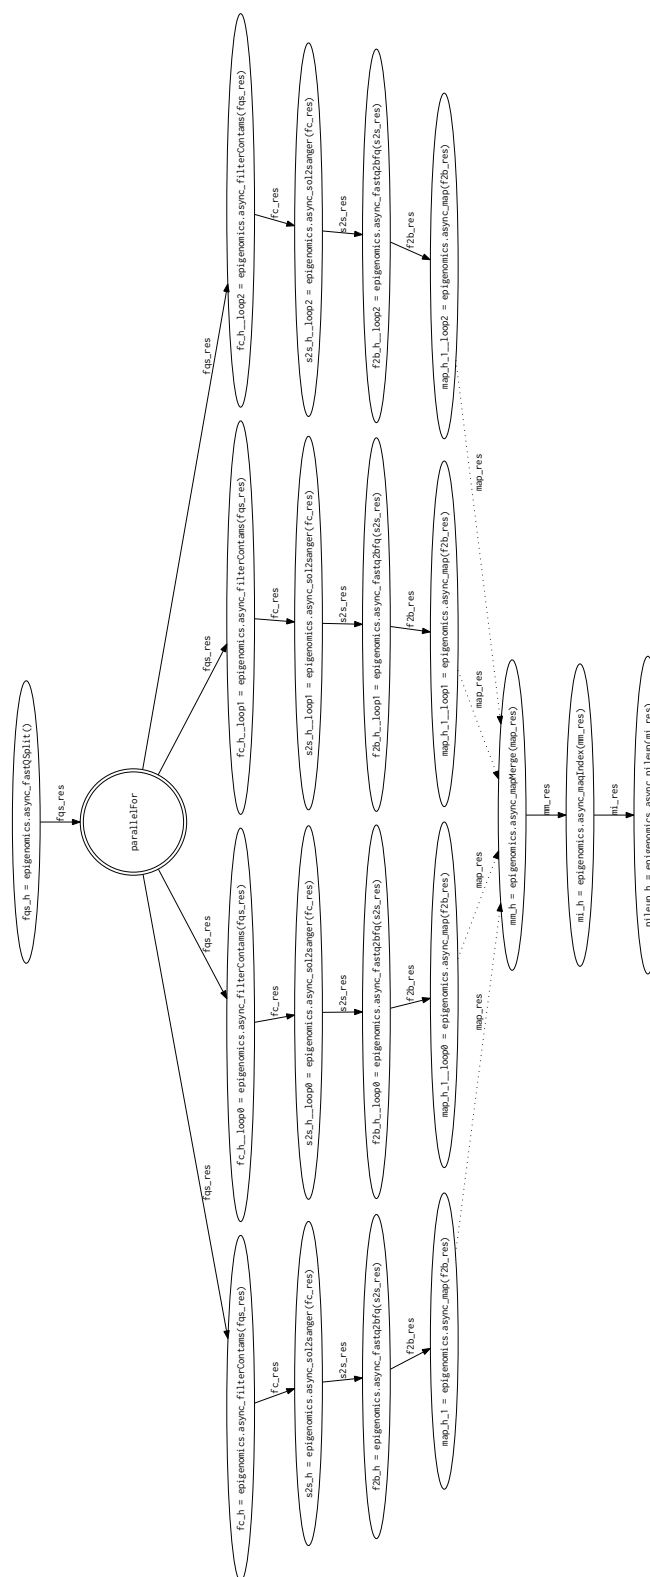 fqs_h = epigenomics.async_fastQSplit()
fqs_res
parallelFor
fqs_res
fqs_res
fqs_res
fqs_res
fc_h__loop2 = epigenomics.async_filterContams(fqs_res)
fc_res
s2s_h__loop2 = epigenomics.async_sol2sanger(fc_res)
s2s_res
f2b_h__loop2 = epigenomics.async_fastq2bfq(s2s_res)
f2b_res
map_h_1__loop2 = epigenomics.async_map(f2b_res)
map_res
fc_h__loop1 = epigenomics.async_filterContams(fqs_res)
fc_res
s2s_h__loop1 = epigenomics.async_sol2sanger(fc_res)
s2s_res
f2b_h__loop1 = epigenomics.async_fastq2bfq(s2s_res)
f2b_res
map_h_1__loop1 = epigenomics.async_map(f2b_res)
map_res
fc_h__loop0 = epigenomics.async_filterContams(fqs_res)
fc_res
s2s_h__loop0 = epigenomics.async_sol2sanger(fc_res)
s2s_res
f2b_h__loop0 = epigenomics.async_fastq2bfq(s2s_res)
f2b_res
map_h_1__loop0 = epigenomics.async_map(f2b_res)
map_res
fc_h = epigenomics.async_filterContams(fqs_res)
fc_res
s2s_h = epigenomics.async_sol2sanger(fc_res)
s2s_res
f2b_h = epigenomics.async_fastq2bfq(s2s_res)
f2b_res
map_h_1 = epigenomics.async_map(f2b_res)
map_res
mm_h = epigenomics.async_mapMerge(map_res)
mm_res
mi_h = epigenomics.async_maqIndex(mm_res)
mi_res
pileup_h = epigenomics.async_pileup(mi_res)